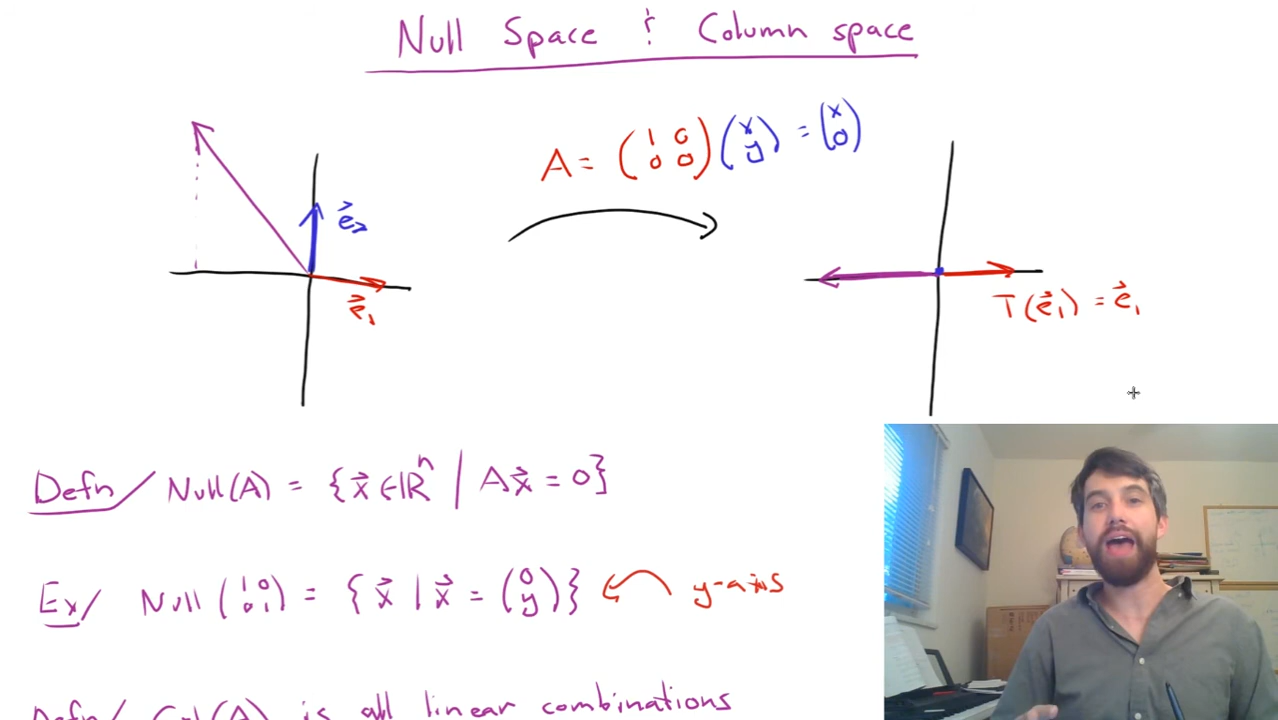 Null Space & Column space
A = (1 0 0 0) (x y) = (x 0)
e⃗₂
e⃗₁
T(e⃗₁) = e⃗₁
Defn/ Null(A) = {x⃗ ∈ ℝⁿ | Ax⃗ = 0}
Ex/ Null (1 0 0 1) = {x⃗ | x⃗ = (0 y)} y-axis
Defn/ Col(A) is all linear combinations